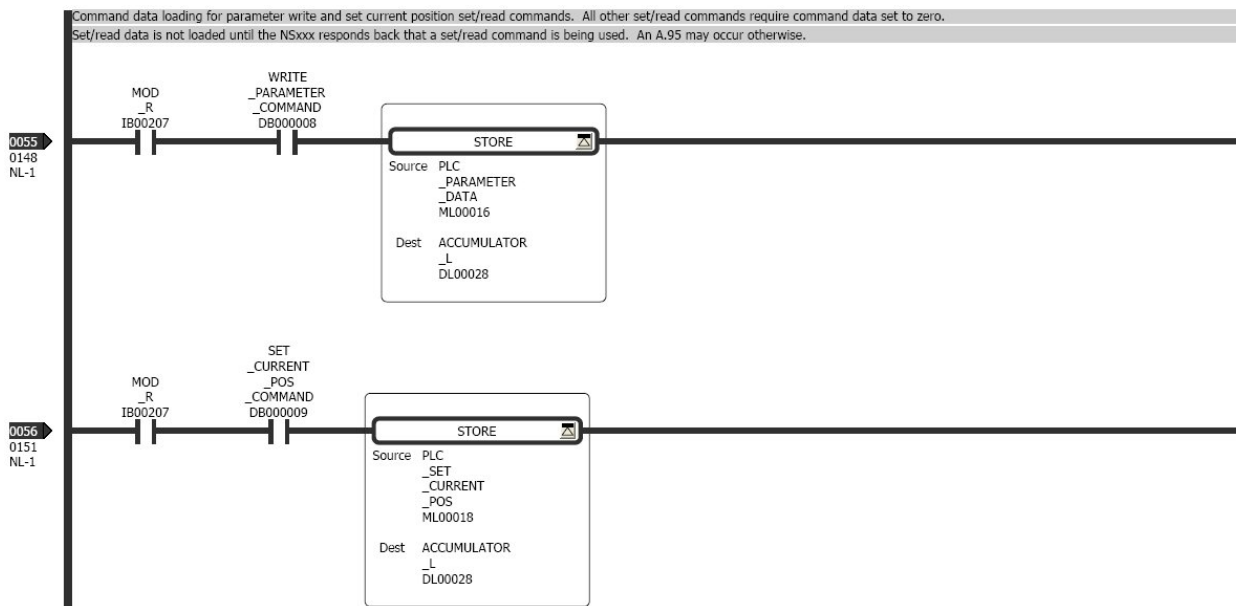 Command data loading for parameter write and set current position set/read commands.  All other set/read commands require command data set to zero.
Set/read data is not loaded until the NSxxx responds back that a set/read command is being used.  An A.95 may occur otherwise.
MOD
_R
IB00207
WRITE
_PARAMETER
_COMMAND
DB000008
0055
0148
NL-1
STORE
Source PLC
_PARAMETER
_DATA
ML00016
Dest ACCUMULATOR
_L
DL00028
MOD
_R
IB00207
SET
_CURRENT
_POS
_COMMAND
DB000009
0056
0151
NL-1
STORE
Source PLC
_SET
_CURRENT
_POS
ML00018
Dest ACCUMULATOR
_L
DL00028